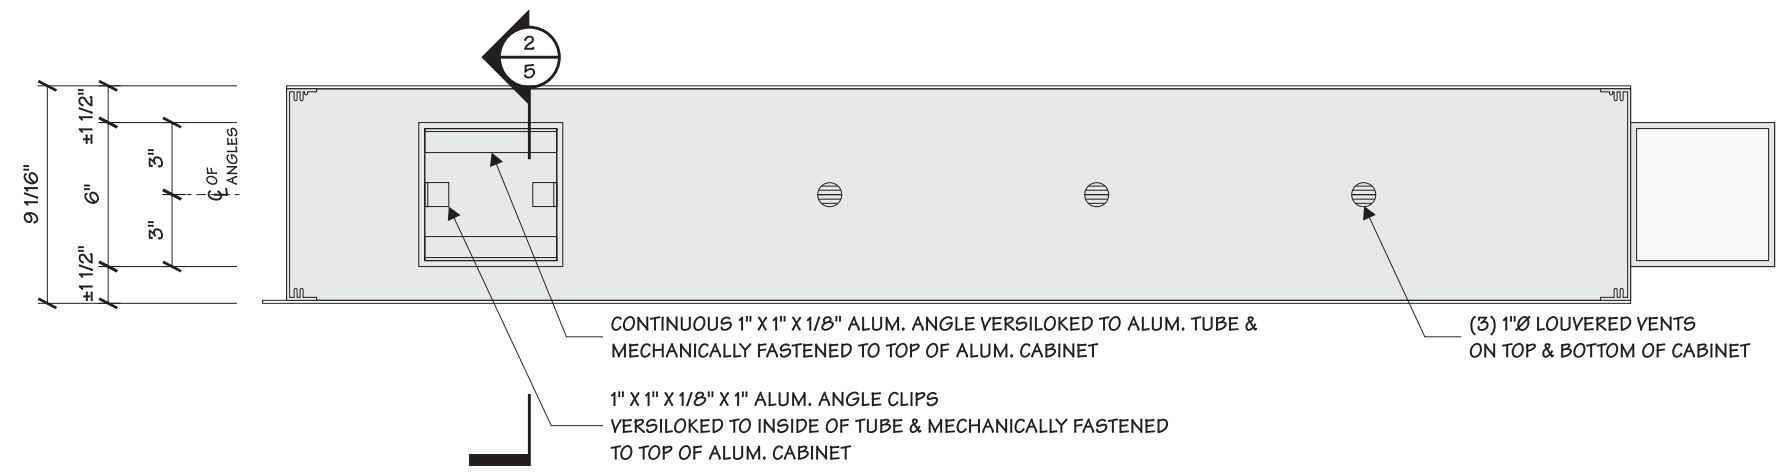 2
5
±1 1/2"
3"
℄ OF
ANGLES
9 1/16"
6"
3"
±1 1/2"
CONTINUOUS 1" X 1" X 1/8" ALUM. ANGLE VERSILOKED TO ALUM. TUBE &
MECHANICALLY FASTENED TO TOP OF ALUM. CABINET
(3) 1"Ø LOUVERED VENTS
ON TOP & BOTTOM OF CABINET
1" X 1" X 1/8" X 1" ALUM. ANGLE CLIPS
VERSILOKED TO INSIDE OF TUBE & MECHANICALLY FASTENED
TO TOP OF ALUM. CABINET